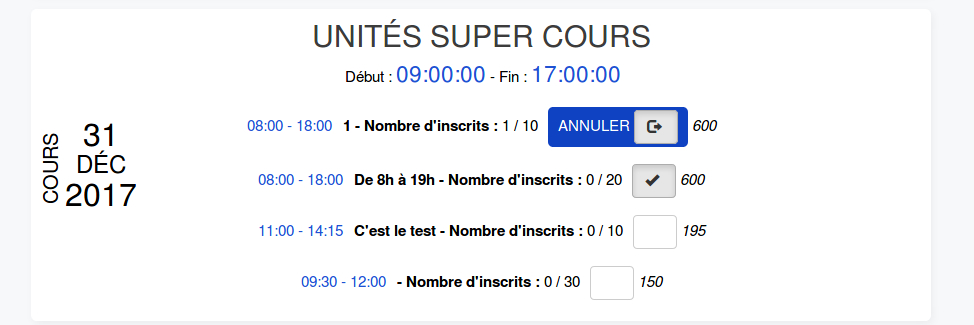 UNITÉS SUPER COURS
Début : 09:00:00 - Fin : 17:00:00
COURS
31
DÉC
2017
08:00 - 18:00 1 - Nombre d'inscrits : 1 / 10 ANNULER 600
08:00 - 18:00 De 8h à 19h - Nombre d'inscrits : 0 / 20 600
11:00 - 14:15 C'est le test - Nombre d'inscrits : 0 / 10 195
09:30 - 12:00 - Nombre d'inscrits : 0 / 30 150